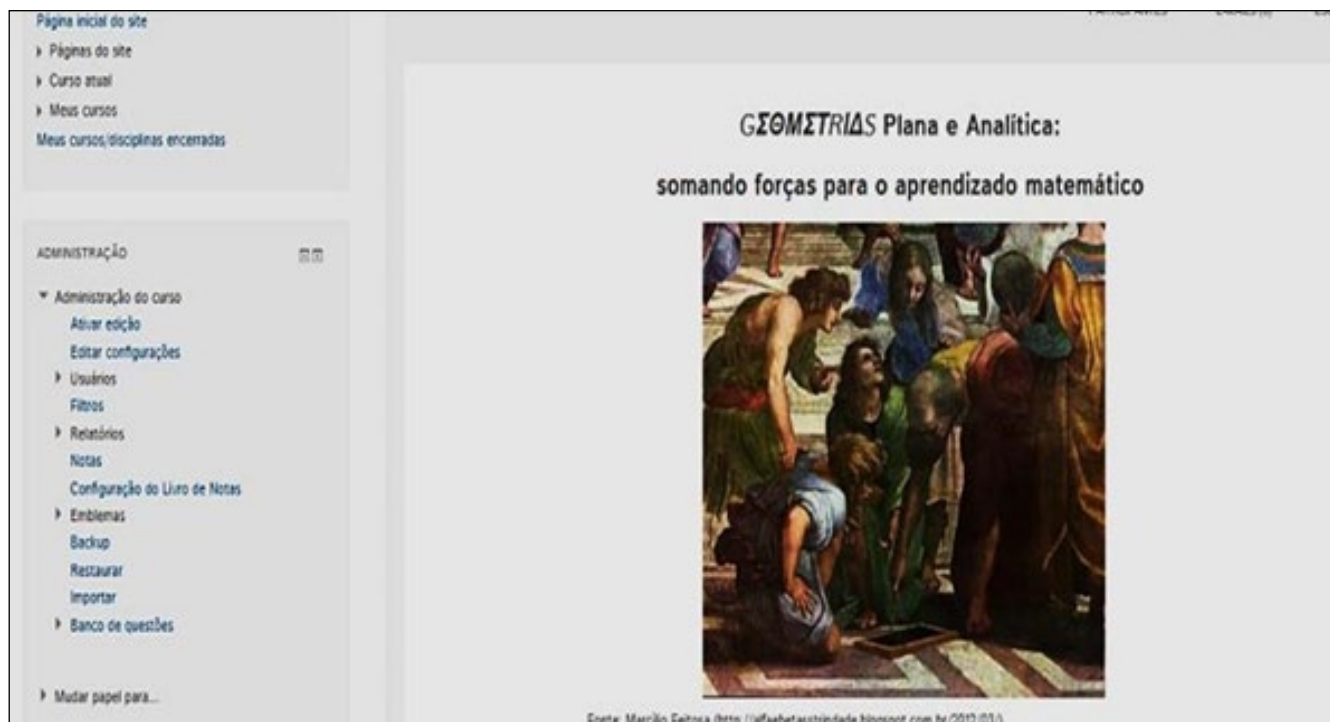 Página inicial do site
Páginas do site
Curso atual
Meus cursos
Meus cursos/disciplinas encerradas
ADMINISTRAÇÃO
Administração do curso
Ativar edição
Editar configurações
Usuários
Filtros
Relatórios
Notas
Configuração do Livro de Notas
Emblemas
Backup
Restaurar
Importar
Banco de questões
Mudar papel para...
GΣΘMΣTRIΔS Plana e Analítica:
somando forças para o aprendizado matemático
Fonte: Marcílio Feitosa